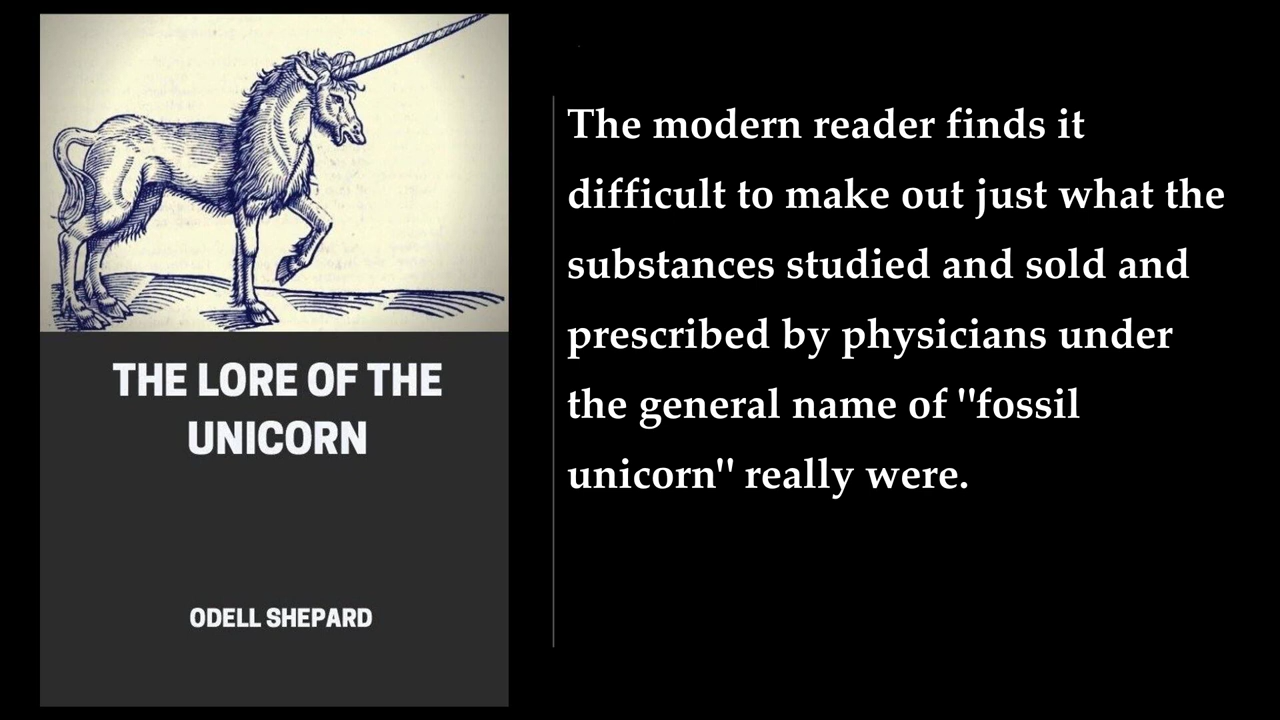 THE LORE OF THE
UNICORN
ODELL SHEPARD
The modern reader finds it
difficult to make out just what the
substances studied and sold and
prescribed by physicians under
the general name of "fossil
unicorn" really were.